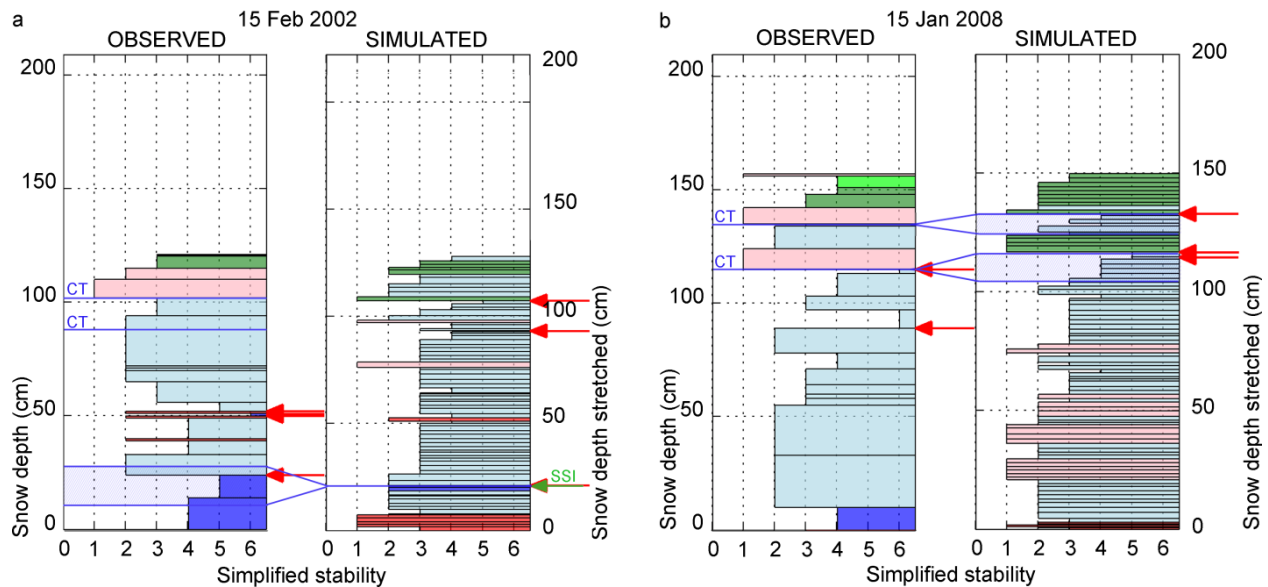 a
15 Feb 2002
OBSERVED
SIMULATED
200
150
100
50
0
CT
CT
Snow depth (cm)
0 1 2 3 4 5 6
0 1 2 3 4 5 6
Simplified stability
SSI
200
150
100
50
0
Snow depth stretched (cm)
b
15 Jan 2008
OBSERVED
SIMULATED
200
150
100
50
0
CT
CT
Snow depth (cm)
0 1 2 3 4 5 6
0 1 2 3 4 5 6
Simplified stability
200
150
100
50
0
Snow depth stretched (cm)